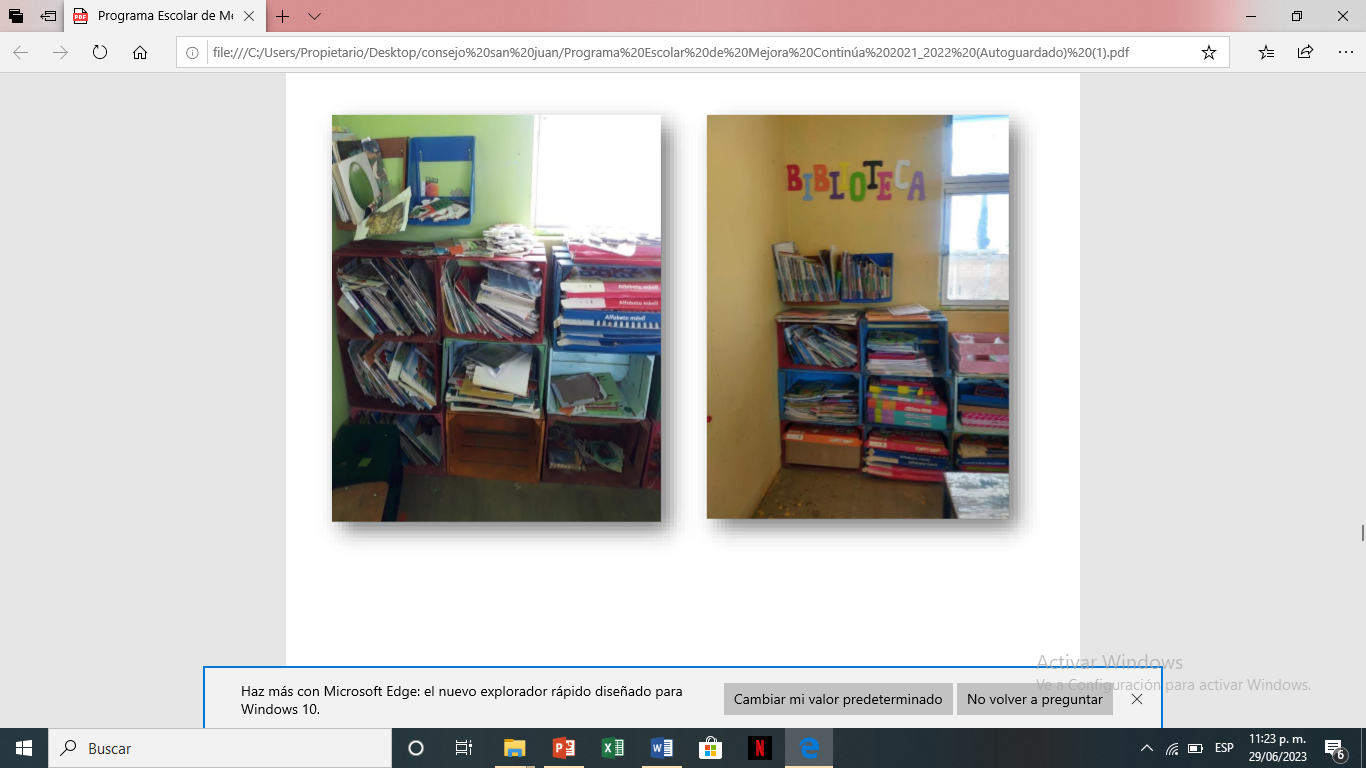 Programa Escolar de Me
file:///C:/Users/Propietario/Desktop/consejo%20san%20juan/Programa%20Escolar%20de%20Mejora%20Continúa%202021_2022%20(Autoguardado)%20(1).pdf
BIBLIOTECA
Alfabeto móvil
Alfabeto móvil
Alfabeto móvil
Activar Windows
Ve a Configuración para activar Windows.
Haz más con Microsoft Edge: el nuevo explorador rápido diseñado para
Windows 10.
Cambiar mi valor predeterminado
No volver a preguntar
Buscar
ESP
11:23 p. m.
29/06/2023
6